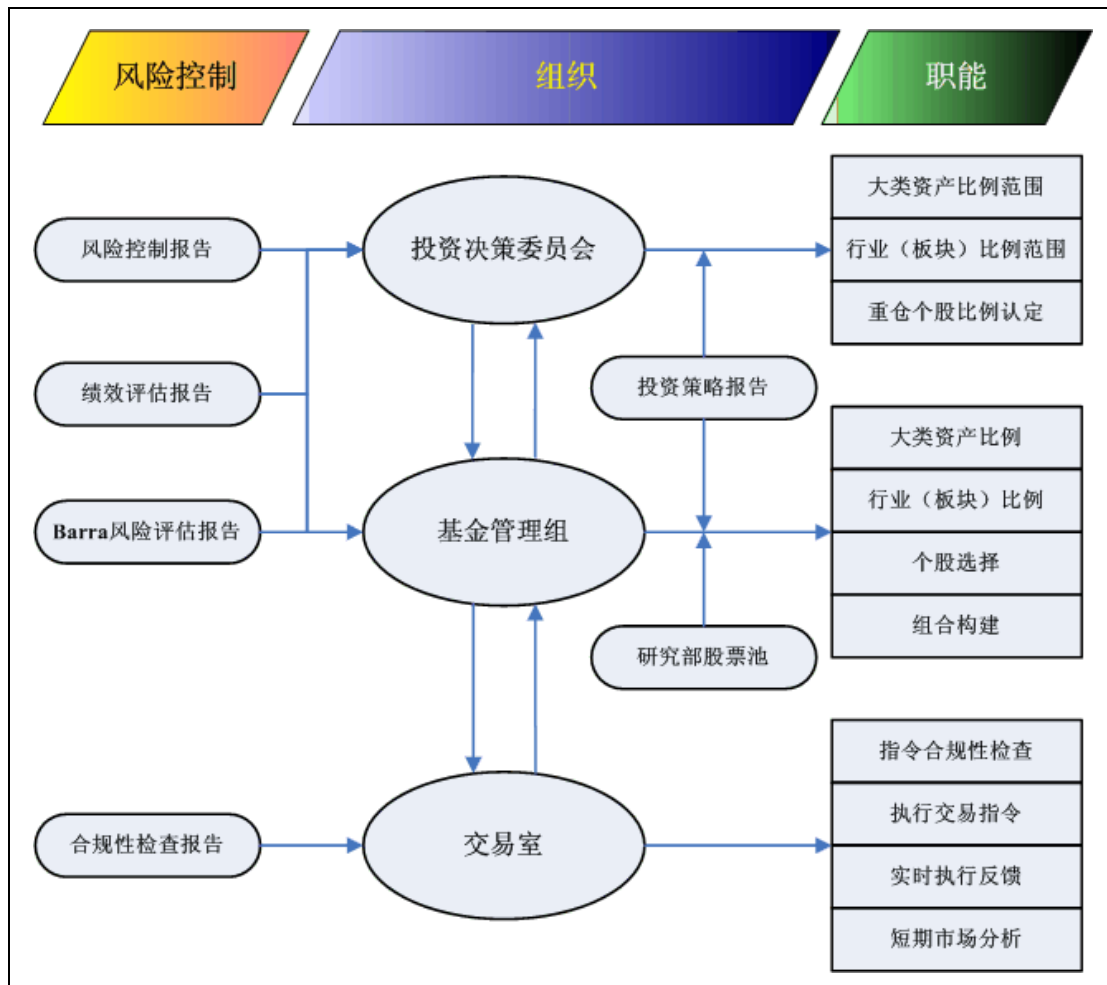 风险控制
组织
职能
大类资产比例范围
风险控制报告
投资决策委员会
行业（板块）比例范围
重仓个股比例认定
绩效评估报告
投资策略报告
大类资产比例
行业（板块）比例
Barra风险评估报告
基金管理组
个股选择
组合构建
研究部股票池
指令合规性检查
执行交易指令
合规性检查报告
交易室
实时执行反馈
短期市场分析